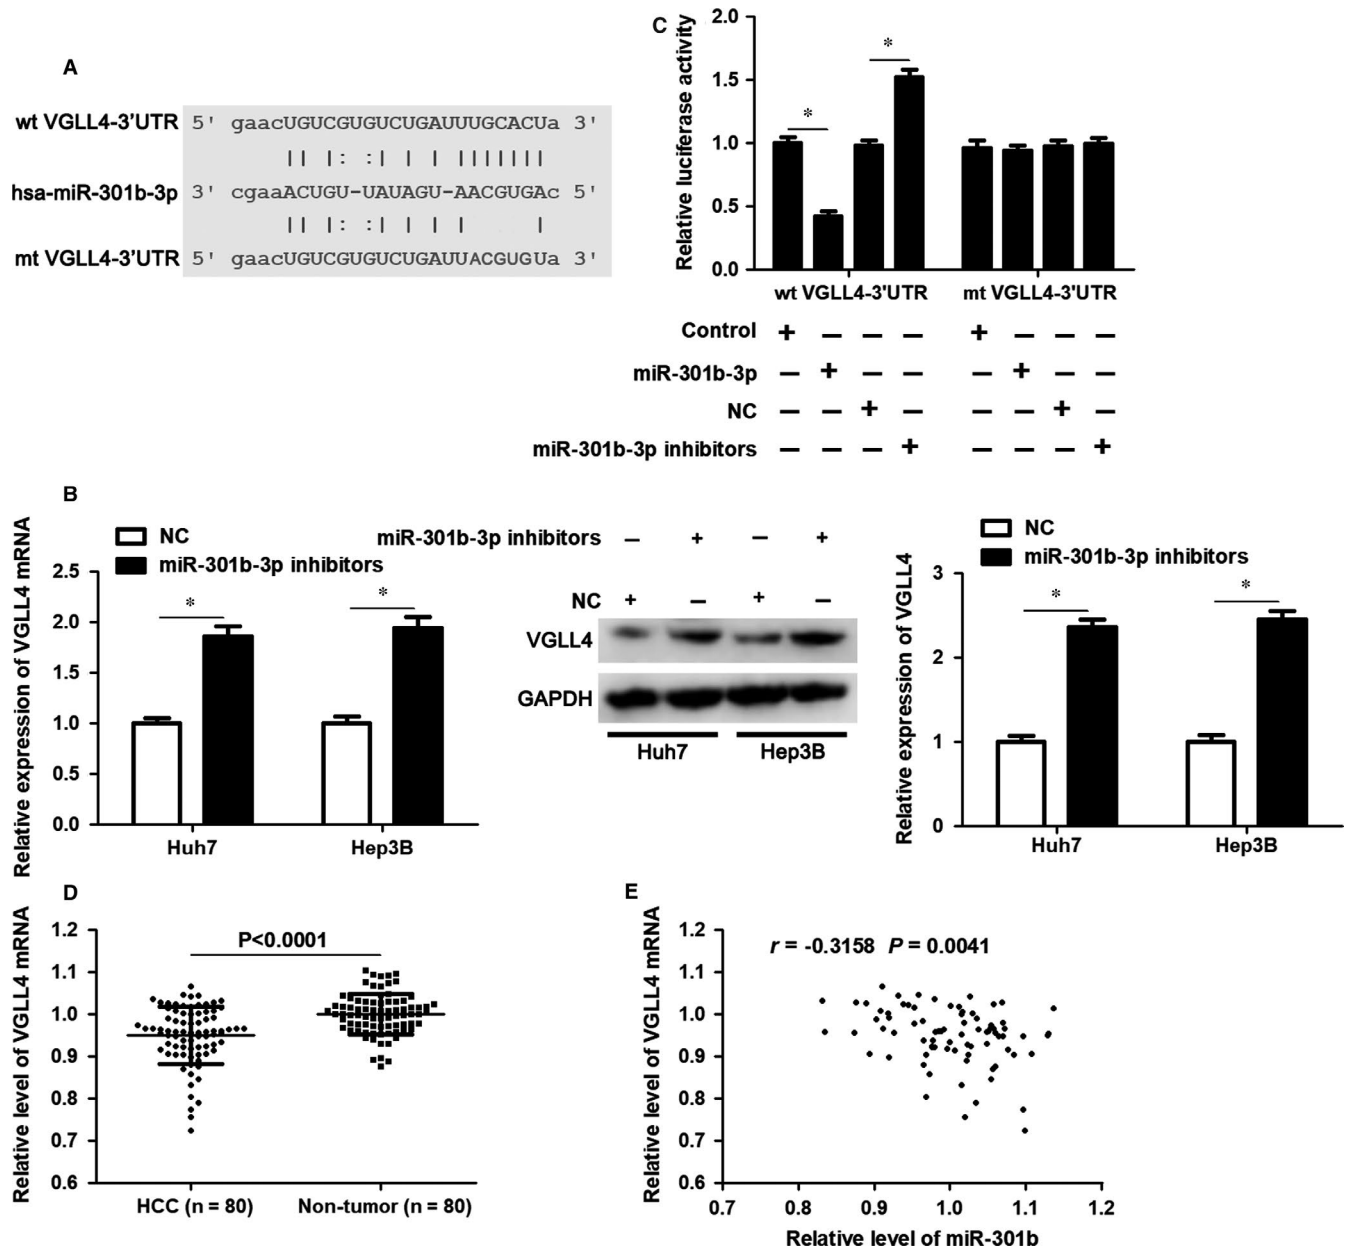 A
wt VGLL4-3'UTR 5' gaacUGUCGUGUCUGAUUUGCACUa 3'
|| |: :| | | |||||||
hsa-miR-301b-3p 3' cgaaACUGU-UAUAGU-AACGUGAc 5'
|| |: :| | | | |
mt VGLL4-3'UTR 5' gaacUGUCGUGUCUGAUUACGUGUa 3'
C
Relative luciferase activity
2.0
1.5
1.0
0.5
0.0
* *
wt VGLL4-3'UTR mt VGLL4-3'UTR
Control + – – – + – – –
miR-301b-3p – + – – – + – –
NC – – + – – – + –
miR-301b-3p inhibitors – – – + – – – +
B
Relative expression of VGLL4 mRNA
NC
miR-301b-3p inhibitors
2.5
2.0
1.5
1.0
0.5
0.0
* *
Huh7 Hep3B
miR-301b-3p inhibitors – + – +
NC + – + –
VGLL4
GAPDH
Huh7 Hep3B
Relative expression of VGLL4
NC
miR-301b-3p inhibitors
3
2
1
0
* *
Huh7 Hep3B
D
Relative level of VGLL4 mRNA
1.2
1.1
1.0
0.9
0.8
0.7
0.6
P<0.0001
HCC (n = 80) Non-tumor (n = 80)
E
Relative level of VGLL4 mRNA
1.2
1.1
1.0
0.9
0.8
0.7
0.6
r = -0.3158 P = 0.0041
0.7 0.8 0.9 1.0 1.1 1.2
Relative level of miR-301b